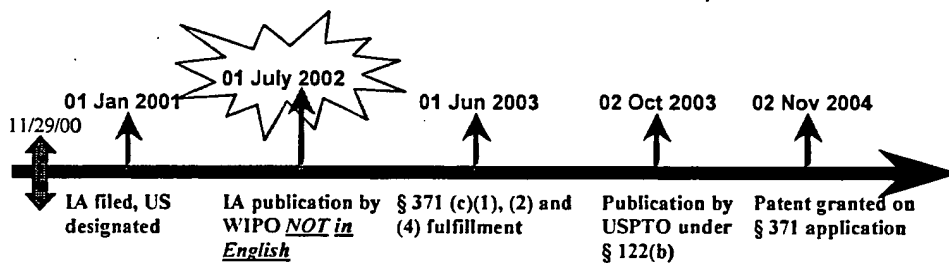 01 July 2002
01 Jan 2001
01 Jun 2003
02 Oct 2003
02 Nov 2004
11/29/00
IA filed, US
designated
IA publication by
WIPO NOT in
English
§ 371 (c)(1), (2) and
(4) fulfillment
Publication by
USPTO under
§ 122(b)
Patent granted on
§ 371 application